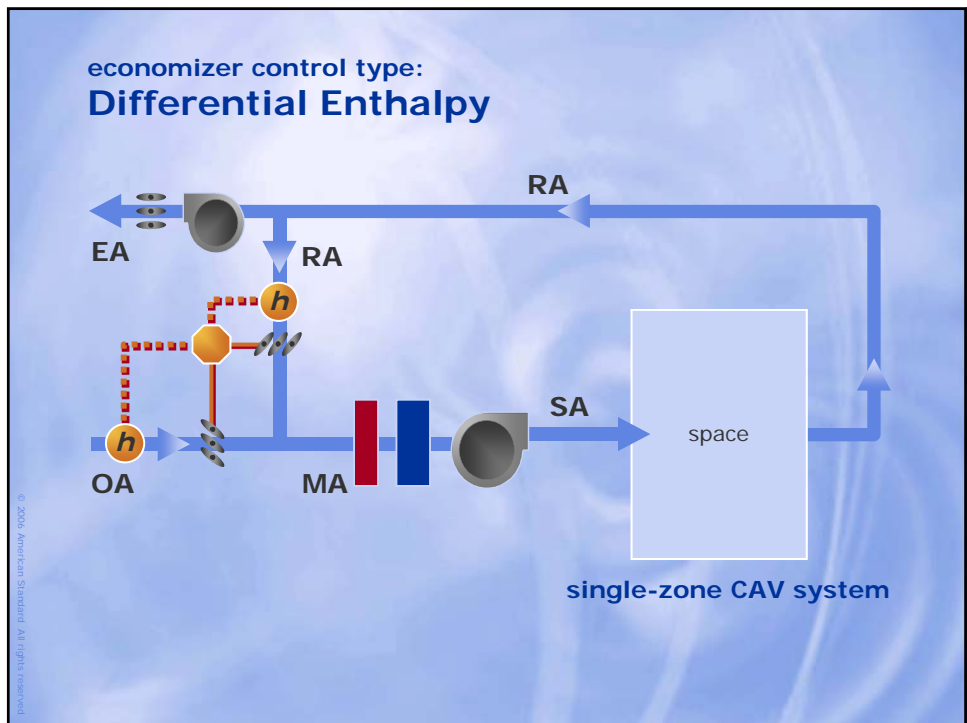 economizer control type:
Differential Enthalpy
RA
EA
RA
h
h
OA
MA
SA
space
single-zone CAV system
© 2006 American Standard All rights reserved